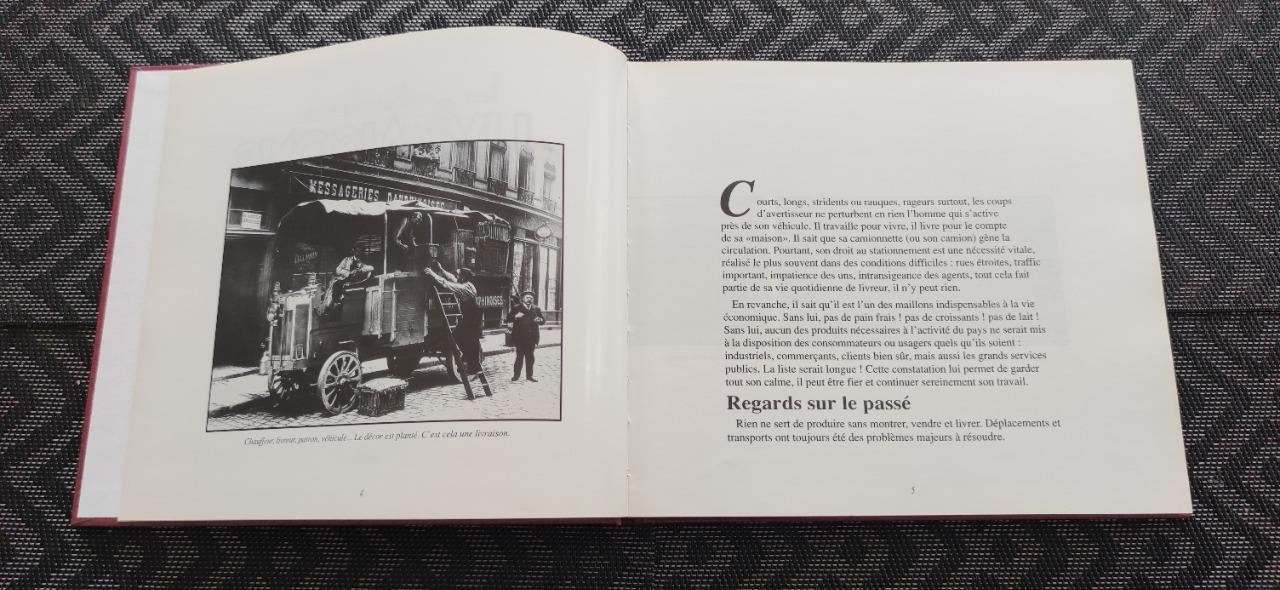 MESSAGERIES DAUPHINOISES
Chauffeur, livreur, patron, véhicule... Le décor est planté. C'est cela une livraison.
4
Courts, longs, stridents ou rauques, rageurs surtout, les coups
d'avertisseur ne perturbent en rien l'homme qui s'active
près de son véhicule. Il travaille pour vivre, il livre pour le compte
de sa «maison». Il sait que sa camionnette (ou son camion) gène la
circulation. Pourtant, son droit au stationnement est une nécessité vitale,
réalisé le plus souvent dans des conditions difficiles : rues étroites, traffic
important, impatience des uns, intransigeance des agents, tout cela fait
partie de sa vie quotidienne de livreur, il n'y peut rien.
En revanche, il sait qu'il est l'un des maillons indispensables à la vie
économique. Sans lui, pas de pain frais ! pas de croissants ! pas de lait !
Sans lui, aucun des produits nécessaires à l'activité du pays ne serait mis
à la disposition des consommateurs ou usagers quels qu'ils soient :
industriels, commerçants, clients bien sûr, mais aussi les grands services
publics. La liste serait longue ! Cette constatation lui permet de garder
tout son calme, il peut être fier et continuer sereinement son travail.
Regards sur le passé
Rien ne sert de produire sans montrer, vendre et livrer. Déplacements et
transports ont toujours été des problèmes majeurs à résoudre.
5